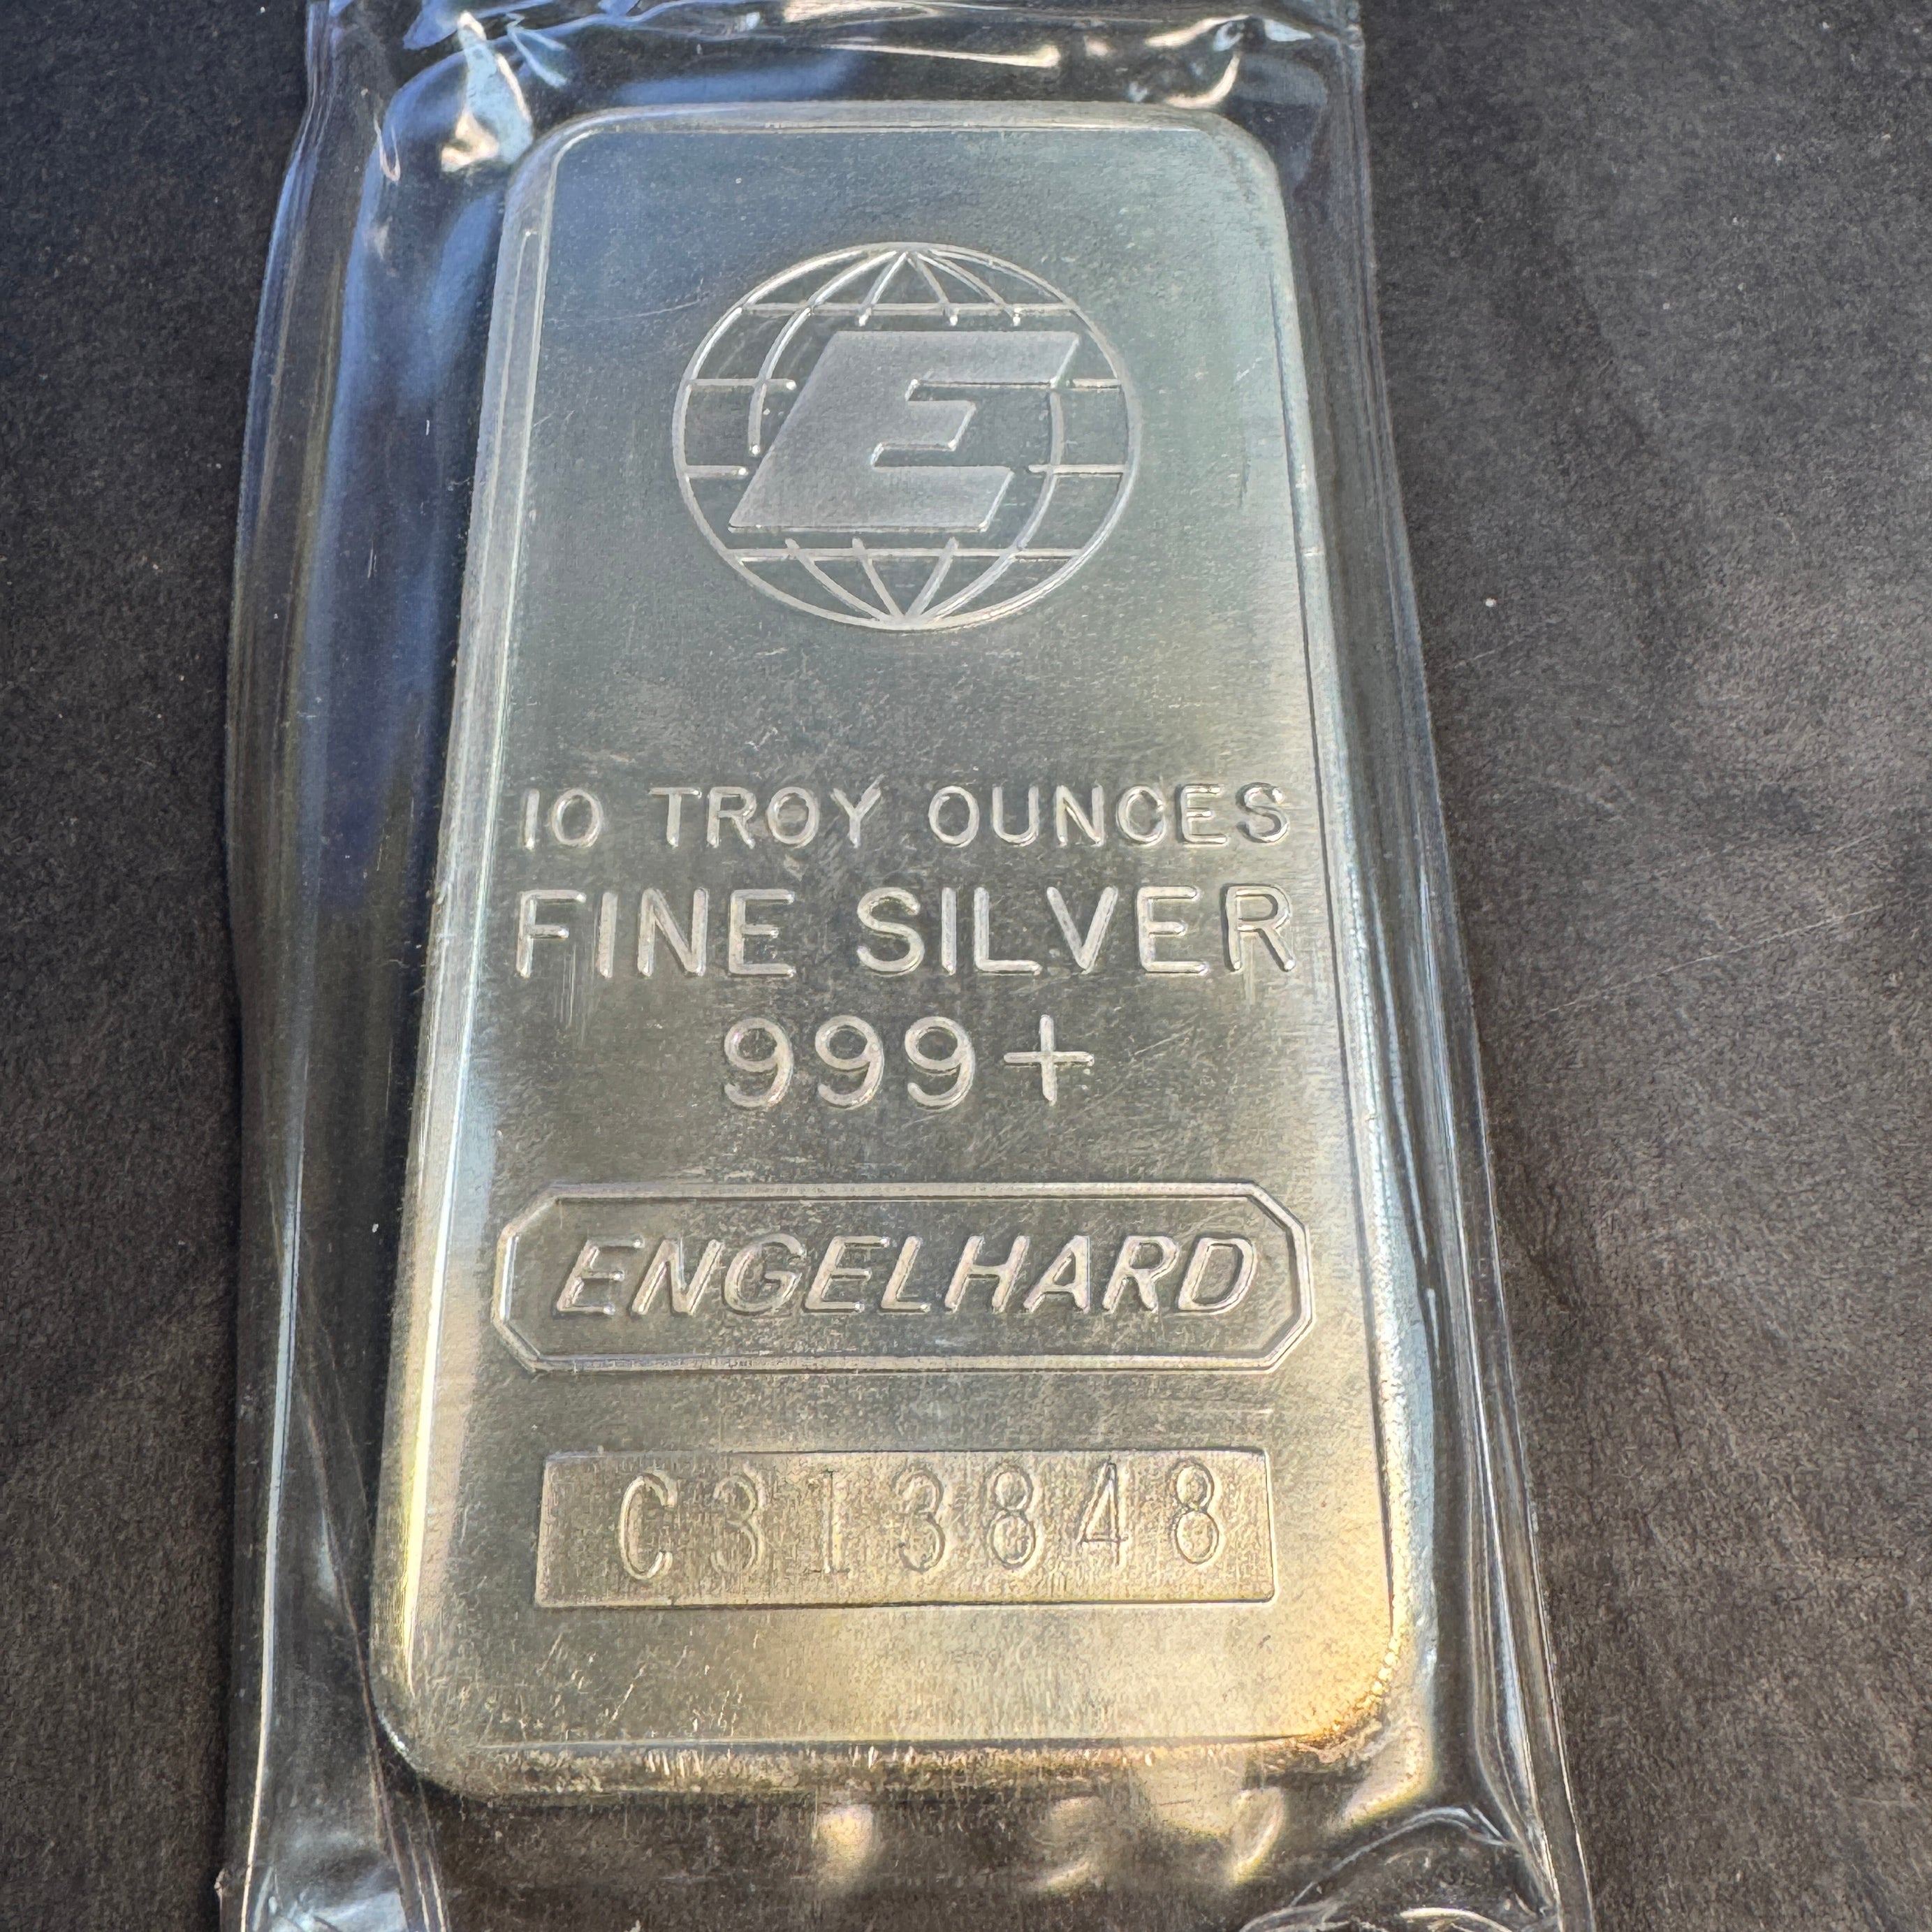 E
10 TROY OUNCES
FINE SILVER
999+
ENGELHARD
C313848